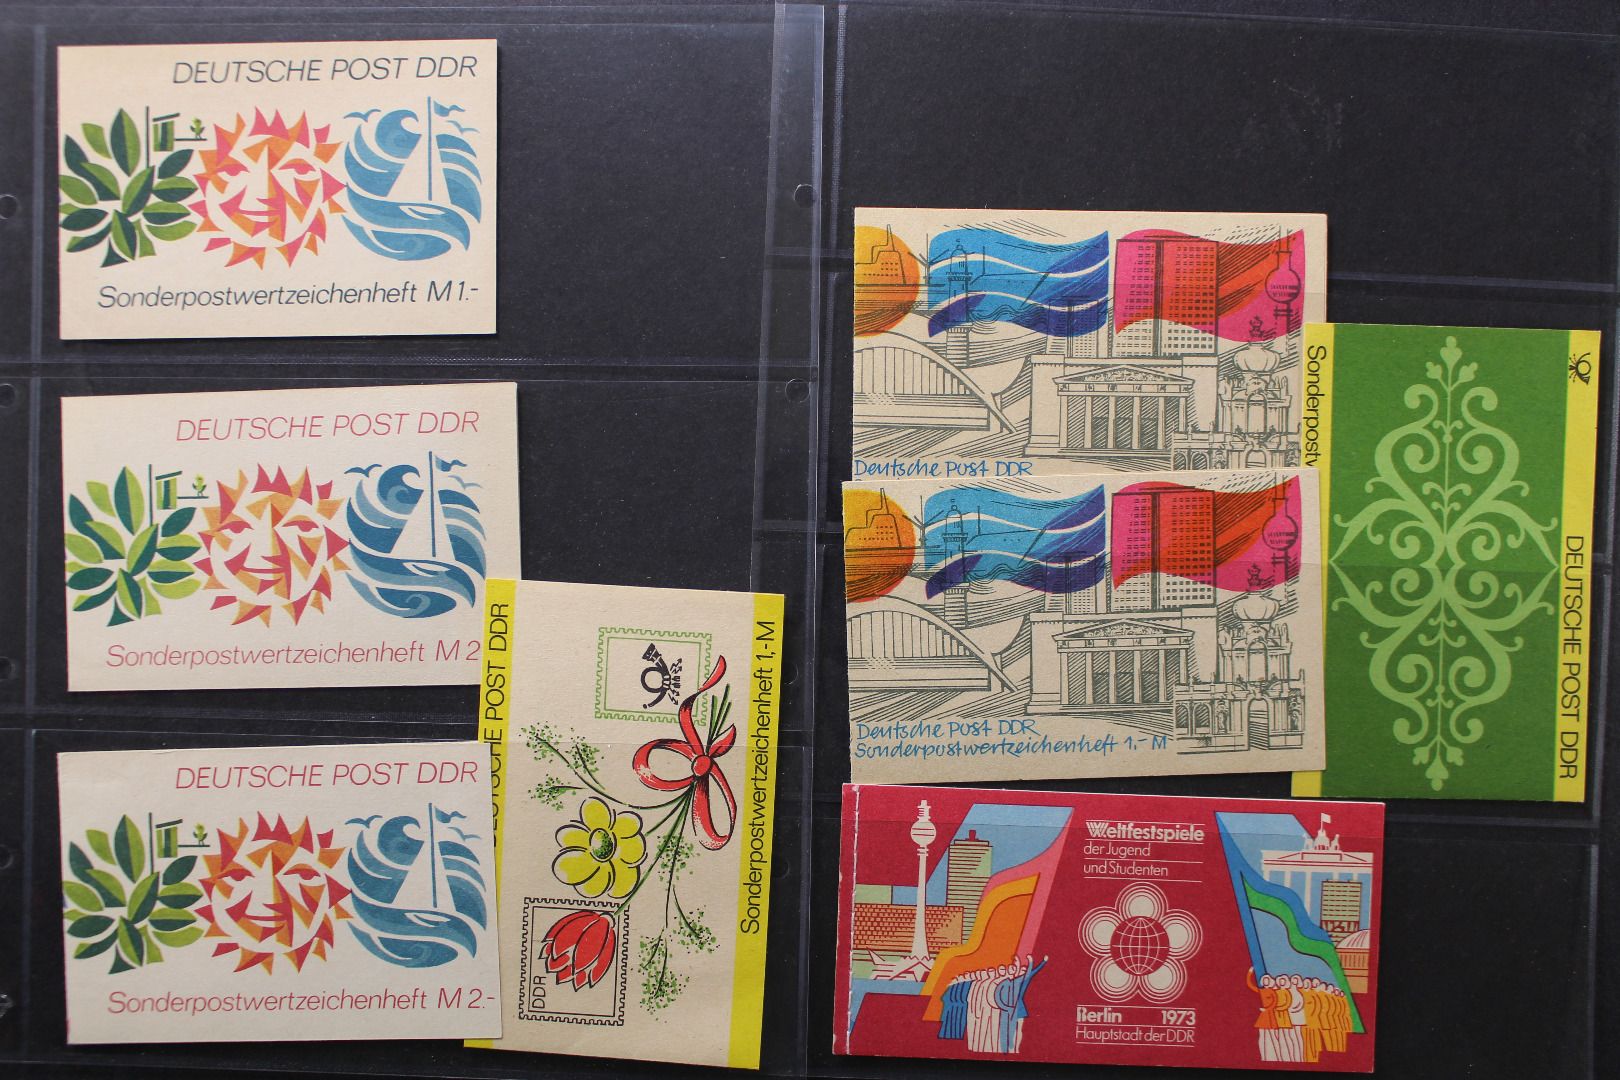 DEUTSCHE POST DDR
Sonderpostwertzeichenheft M 1.-
DEUTSCHE POST DDR
Sonderpostwertzeichenheft M 2
DEUTSCHE POST DDR
Sonderpostwertzeichenheft M 2.-
DEUTSCHE POST DDR
DDR
Sonderpostwertzeichenheft 1,-M
Deutsche Post DDR
Deutsche Post DDR
Sonderpostwertzeichenheft 1,-M
Sonderpostw
DEUTSCHE POST DDR
Weltfestspiele
der Jugend
und Studenten
Berlin 1973
Hauptstadt der DDR